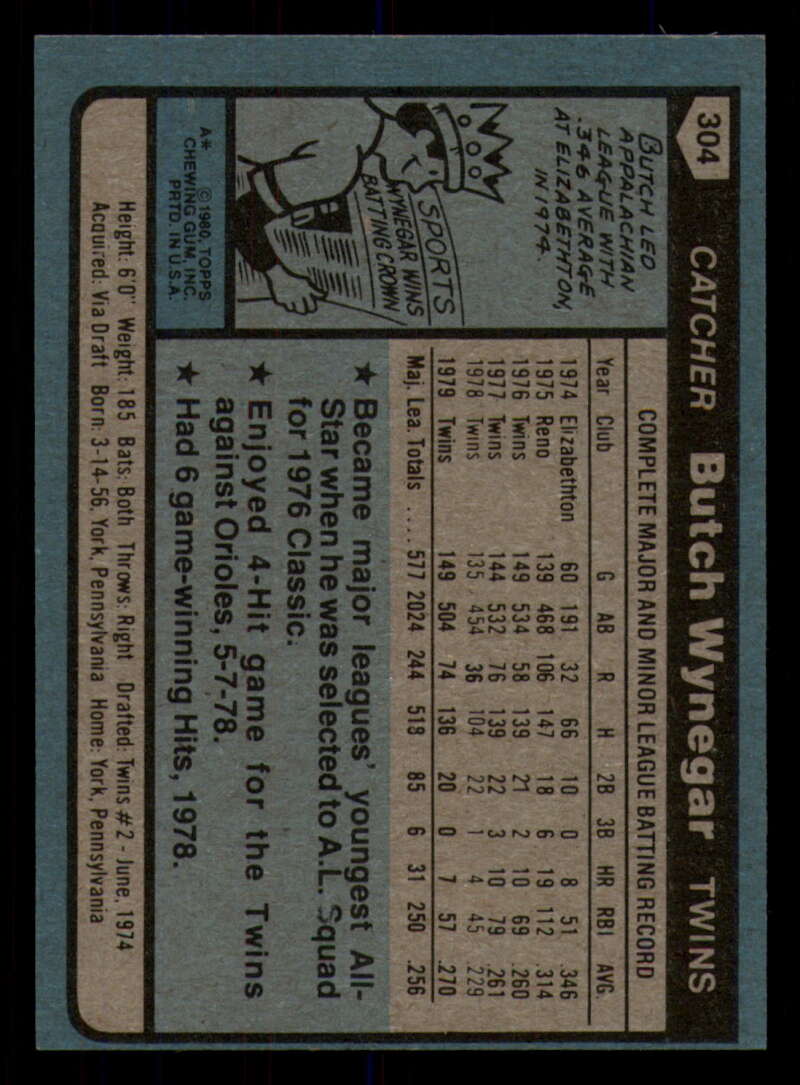 304 CATCHER Butch Wynegar TWINS
BUTCH LED
APPALACHIAN
LEAGUE WITH
.346 AVERAGE
AT ELIZABETHTON,
IN 1974.
SPORTS
WYNEGAR WINS
BATTING CROWN
A* ©1980, TOPPS
CHEWING GUM, INC.
PRTD. IN U.S.A.
COMPLETE MAJOR AND MINOR LEAGUE BATTING RECORD
Year Club G AB R H 2B 3B HR RBI AVG.
1974 Elizabethton 60 191 32 66 10 0 8 51 .346
1975 Reno 139 468 106 147 18 6 19 112 .314
1976 Twins 149 534 58 139 21 2 10 69 .260
1977 Twins 144 532 76 139 22 3 10 79 .261
1978 Twins 135 454 36 104 22 1 4 45 .229
1979 Twins 149 504 74 136 20 0 7 57 .270
Maj. Lea. Totals .... 577 2024 244 518 85 6 31 250 .256
★ Became major leagues' youngest All-
Star when he was selected to A.L. Squad
for 1976 Classic.
★ Enjoyed 4-Hit game for the Twins
against Orioles, 5-7-78.
★ Had 6 game-winning Hits, 1978.
Height: 6'0" Weight: 185 Bats: Both Throws: Right Drafted: Twins #2 - June, 1974
Acquired: Via Draft Born: 3-14-56, York, Pennsylvania Home: York, Pennsylvania